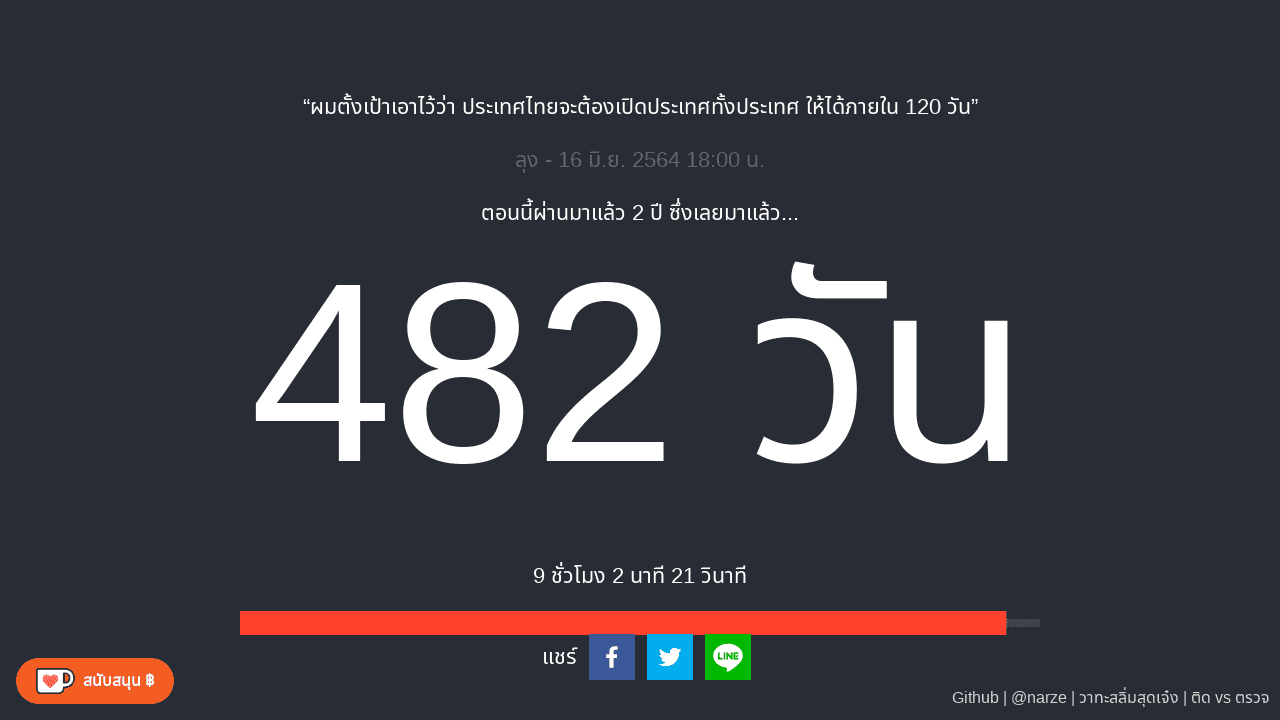 “ผมตั้งเป้าเอาไว้ว่า ประเทศไทยจะต้องเปิดประเทศทั้งประเทศ ให้ได้ภายใน 120 วัน”
ลุง - 16 มิ.ย. 2564 18:00 น.
ตอนนี้ผ่านมาแล้ว 2 ปี ซึ่งเลยมาแล้ว...
482 วัน
9 ชั่วโมง 2 นาที 21 วินาที
แชร์
LINE
สนับสนุน ฿
Github | @narze | วาทะสลิ่มสุดเจ๋ง | ติด vs ตรวจ